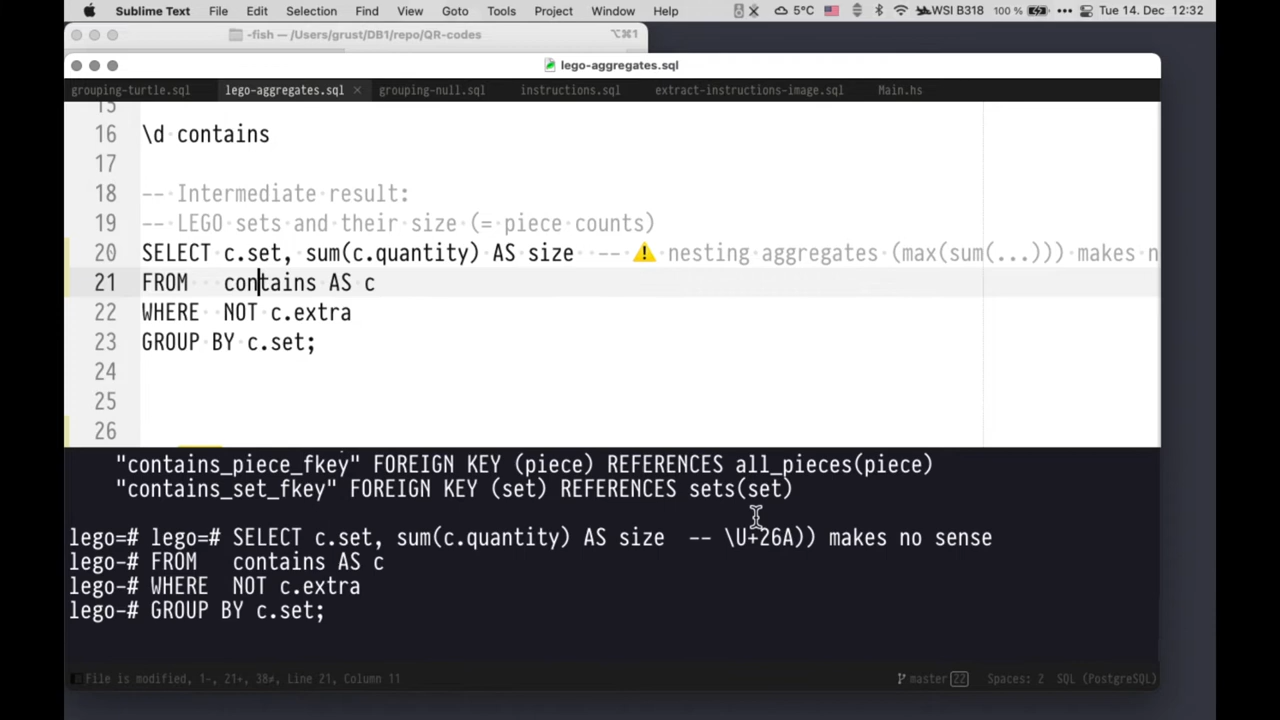 Sublime Text File Edit Selection Find View Goto Tools Project Window Help 5°C WSI B318 100 % Tue 14. Dec 12:32
-fish — /Users/grust/DB1/repo/QR-codes ⌥⌘1
lego-aggregates.sql
grouping-turtle.sql lego-aggregates.sql × grouping-null.sql instructions.sql extract-instructions-image.sql Main.hs
15
16 \d contains
17
18 -- Intermediate result:
19 -- LEGO sets and their size (= piece counts)
20 SELECT c.set, sum(c.quantity) AS size -- ⚠️ nesting aggregates (max(sum(...))) makes n
21 FROM contains AS c
22 WHERE NOT c.extra
23 GROUP BY c.set;
24
25
26
"contains_piece_fkey" FOREIGN KEY (piece) REFERENCES all_pieces(piece)
"contains_set_fkey" FOREIGN KEY (set) REFERENCES sets(set)
lego=# lego=# SELECT c.set, sum(c.quantity) AS size -- \U+26A)) makes no sense
lego-# FROM contains AS c
lego-# WHERE NOT c.extra
lego-# GROUP BY c.set;
File is modified, 1-, 21+, 38≠, Line 21, Column 11 master 22 Spaces: 2 SQL (PostgreSQL)